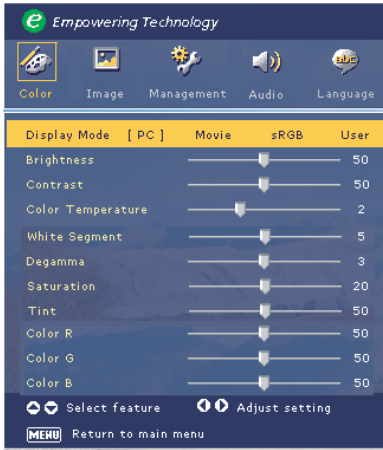 e Empowering Technology
abc
Color Image Management Audio Language
Display Mode [ PC ] Movie sRGB User
Brightness 50
Contrast 50
Color Temperature 2
White Segment 5
Degamma 3
Saturation 20
Tint 50
Color R 50
Color G 50
Color B 50
Select feature Adjust setting
MENU Return to main menu